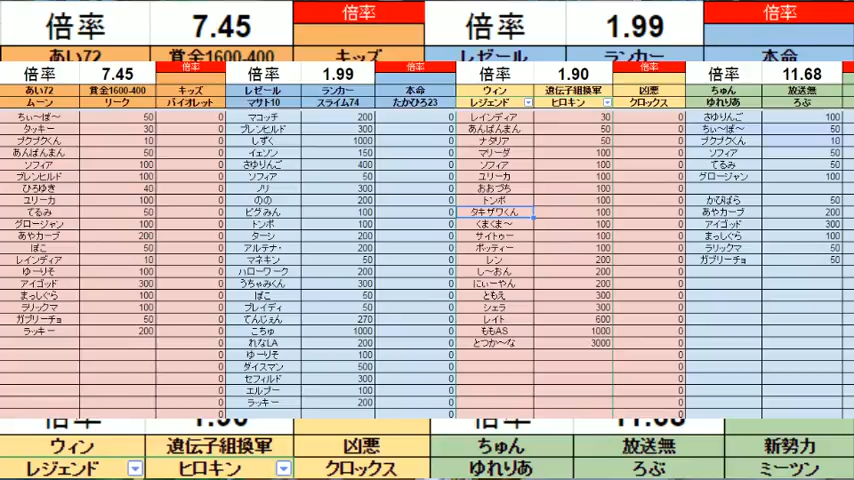 倍率 7.45 倍率 倍率 1.99 倍率
あい72 賞金1600-400 キッズ レゼール ランカー 本命
倍率 7.45 倍率 倍率 1.99 倍率 倍率 1.90 倍率 倍率 11.68
あい72 賞金1600-400 キッズ レゼール ランカー 本命 ウィン 遺伝子組換軍 凶悪 ちゅん 放送無
ムーン リーク バイオレット マサト10 スライム74 たかひろ23 レジェンド ヒロキン クロックス ゆれりあ ろぶ
ちぃ~ぼ~ 50 0 マコッチ 200 0 レインディア 30 0 さゆりんご 100
タッキー 30 0 ブレンヒルド 300 0 あんぱんまん 50 0 ちぃ~ぼ~ 50
ブクブクくん 10 0 しずく 1000 0 ナタリア 50 0 ブクブクくん 10
あんぱんまん 50 0 イェソン 150 0 マリーダ 100 0 ソフィア 50
ソフィア 100 0 さゆりんご 400 0 ソフィア 100 0 てるみ 50
ブレンヒルド 100 0 ソフィア 50 0 ユリーカ 100 0 グロージャン 100
ひろゆき 40 0 ノリ 300 0 おおづち 100 0
ユリーカ 100 0 のの 200 0 トンボ 100 0 かぴばら 50
てるみ 50 0 ピグみん 100 0 タキザワくん 100 0 あやカーブ 200
グロージャン 100 0 トンボ 100 0 くまくま~ 100 0 アイゴッド 300
あやカーブ 200 0 ターシ 200 0 サイトゥー 100 0 まっしぐら 100
ぽこ 50 0 アルテナ・ 200 0 ポッティー 100 0 ラリックマ 50
レインディア 10 0 マネキン 50 0 レン 200 0 ガブリーチョ 50
ゆーりそ 100 0 ハローワーク 200 0 し~おん 200 0
アイゴッド 300 0 うちゃみくん 300 0 にぃーやん 200 0
まっしぐら 100 0 ぽこ 50 0 ともえ 300 0
ラリックマ 100 0 ブレイディ 50 0 シェラ 300 0
ガブリーチョ 50 0 てんじぇん 270 0 レイト 600 0
ラッキー 200 0 こちゅ 1000 0 ももAS 1000 0
0 れなLA 200 0 とつか~な 3000 0
0 ゆーりそ 100 0 0
0 ダイスマン 500 0 0
0 セフィルド 300 0 0
0 エルブー 100 0 0
0 ラッキー 200 0 0
0 0 0
倍率 1.90 倍率 倍率 11.68
ウィン 遺伝子組換軍 凶悪 ちゅん 放送無 新勢力
レジェンド ヒロキン クロックス ゆれりあ ろぶ ミーツン